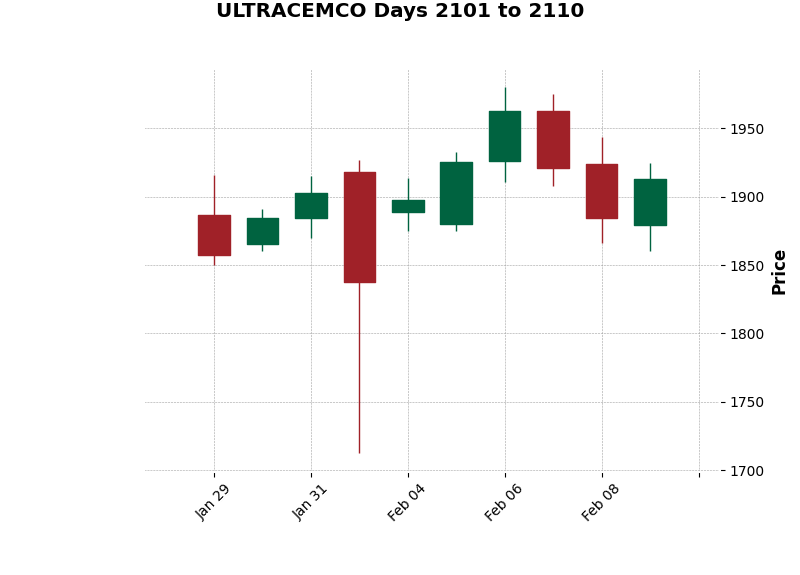 ULTRACEMCO Days 2101 to 2110
1950
1900
1850
1800
1750
1700
Price
Jan 29
Jan 31
Feb 04
Feb 06
Feb 08